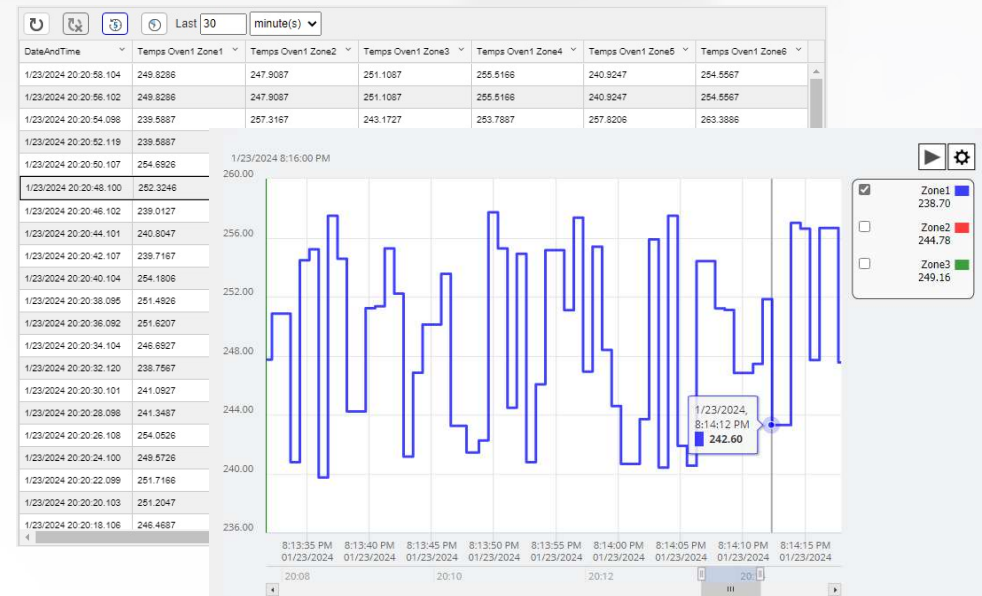 Last 30 minute(s)
DateAndTime Temps Oven1 Zone1 Temps Oven1 Zone2 Temps Oven1 Zone3 Temps Oven1 Zone4 Temps Oven1 Zone5 Temps Oven1 Zone6
1/23/2024 20:20:58.104 249.8286 247.9087 251.1087 255.5166 240.9247 254.5567
1/23/2024 20:20:56.102 249.8286 247.9087 251.1087 255.5166 240.9247 254.5567
1/23/2024 20:20:54.098 239.5887 257.3167 243.1727 253.7887 257.8206 263.3886
1/23/2024 20:20:52.119 239.5887
1/23/2024 20:20:50.107 254.6926
1/23/2024 20:20:48.100 252.3246
1/23/2024 20:20:46.102 239.0127
1/23/2024 20:20:44.101 240.8047
1/23/2024 20:20:42.107 239.7167
1/23/2024 20:20:40.104 254.1806
1/23/2024 20:20:38.095 251.4926
1/23/2024 20:20:36.092 251.6207
1/23/2024 20:20:34.104 246.6927
1/23/2024 20:20:32.120 238.7567
1/23/2024 20:20:30.101 241.0927
1/23/2024 20:20:28.098 241.3487
1/23/2024 20:20:26.108 254.0526
1/23/2024 20:20:24.100 249.5726
1/23/2024 20:20:22.099 251.7166
1/23/2024 20:20:20.103 251.2047
1/23/2024 20:20:18.106 246.4687
1/23/2024 8:16:00 PM
260.00
256.00
252.00
248.00
244.00
240.00
236.00
1/23/2024,
8:14:12 PM
242.60
8:13:35 PM 8:13:40 PM 8:13:45 PM 8:13:50 PM 8:13:55 PM 8:14:00 PM 8:14:05 PM 8:14:10 PM 8:14:15 PM
01/23/2024 01/23/2024 01/23/2024 01/23/2024 01/23/2024 01/23/2024 01/23/2024 01/23/2024 01/23/2024
20:08 20:10 20:12
Zone1
238.70
Zone2
244.78
Zone3
249.16